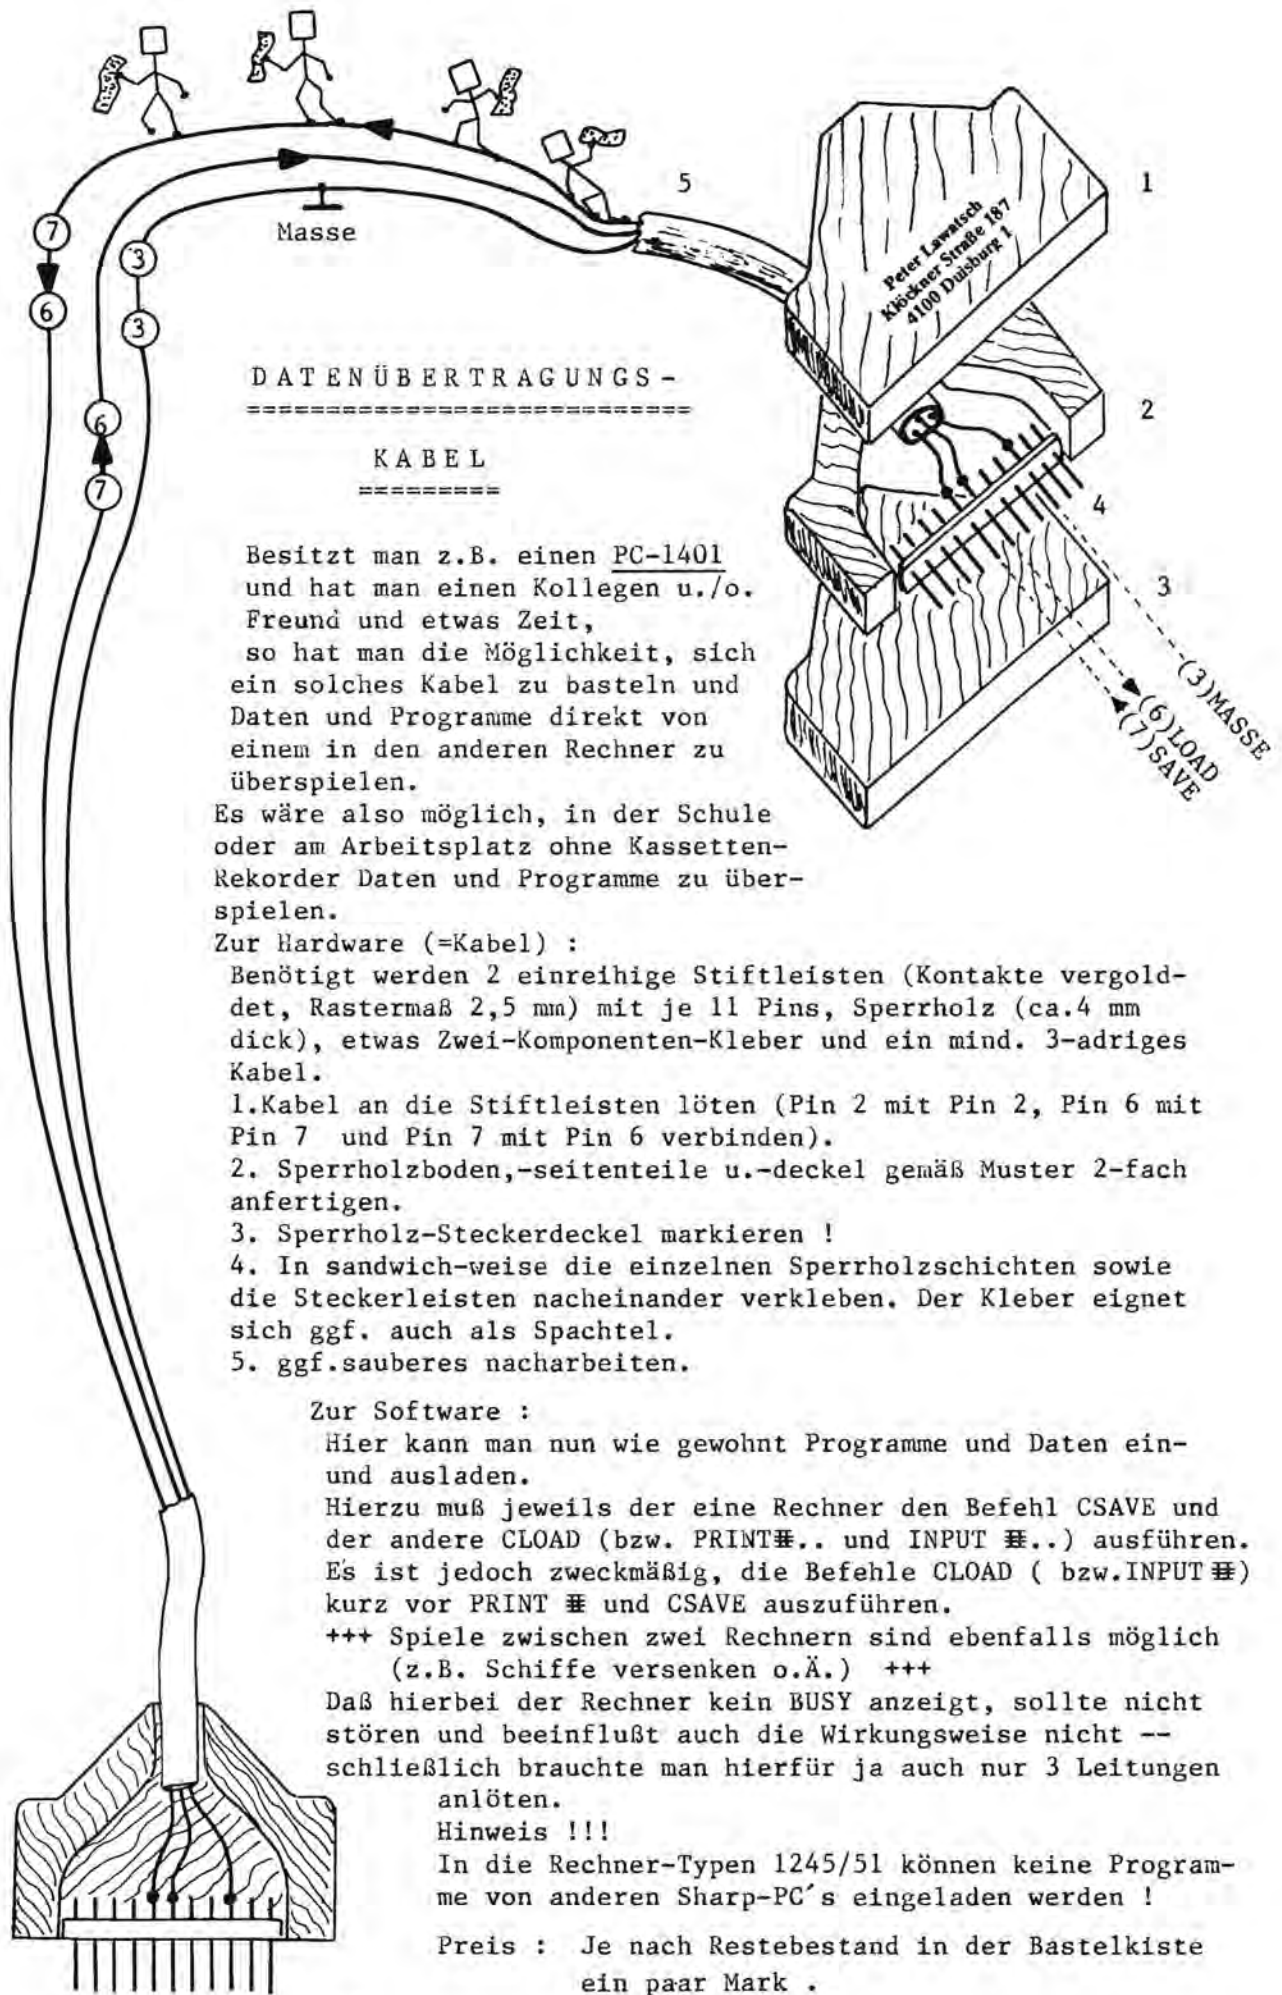 5
1
Masse
7
3
6
3
Peter Lawatsch
Klöckner Straße 187
4100 Duisburg 1
DATENÜBERTRAGUNGS-
============================
2
6
KABEL
=========
7
4
Besitzt man z.B. einen PC-1401
und hat man einen Kollegen u./o.
3
Freund und etwas Zeit,
so hat man die Möglichkeit, sich
ein solches Kabel zu basteln und
Daten und Programme direkt von
einem in den anderen Rechner zu
überspielen.
(3)MASSE
(6)LOAD
(7)SAVE
Es wäre also möglich, in der Schule
oder am Arbeitsplatz ohne Kassetten-
Rekorder Daten und Programme zu über-
spielen.
Zur Hardware (=Kabel) :
Benötigt werden 2 einreihige Stiftleisten (Kontakte vergold-
det, Rastermaß 2,5 mm) mit je 11 Pins, Sperrholz (ca.4 mm
dick), etwas Zwei-Komponenten-Kleber und ein mind. 3-adriges
Kabel.
1.Kabel an die Stiftleisten löten (Pin 2 mit Pin 2, Pin 6 mit
Pin 7 und Pin 7 mit Pin 6 verbinden).
2. Sperrholzboden,-seitenteile u.-deckel gemäß Muster 2-fach
anfertigen.
3. Sperrholz-Steckerdeckel markieren !
4. In sandwich-weise die einzelnen Sperrholzschichten sowie
die Steckerleisten nacheinander verkleben. Der Kleber eignet
sich ggf. auch als Spachtel.
5. ggf.sauberes nacharbeiten.
Zur Software :
Hier kann man nun wie gewohnt Programme und Daten ein-
und ausladen.
Hierzu muß jeweils der eine Rechner den Befehl CSAVE und
der andere CLOAD (bzw. PRINT#.. und INPUT #..) ausführen.
Es ist jedoch zweckmäßig, die Befehle CLOAD ( bzw.INPUT #)
kurz vor PRINT # und CSAVE auszuführen.
+++ Spiele zwischen zwei Rechnern sind ebenfalls möglich
(z.B. Schiffe versenken o.Ä.) +++
Daß hierbei der Rechner kein BUSY anzeigt, sollte nicht
stören und beeinflußt auch die Wirkungsweise nicht --
schließlich brauchte man hierfür ja auch nur 3 Leitungen
anlöten.
Hinweis !!!
In die Rechner-Typen 1245/51 können keine Program-
me von anderen Sharp-PC´s eingeladen werden !
Preis : Je nach Restebestand in der Bastelkiste
ein paar Mark .